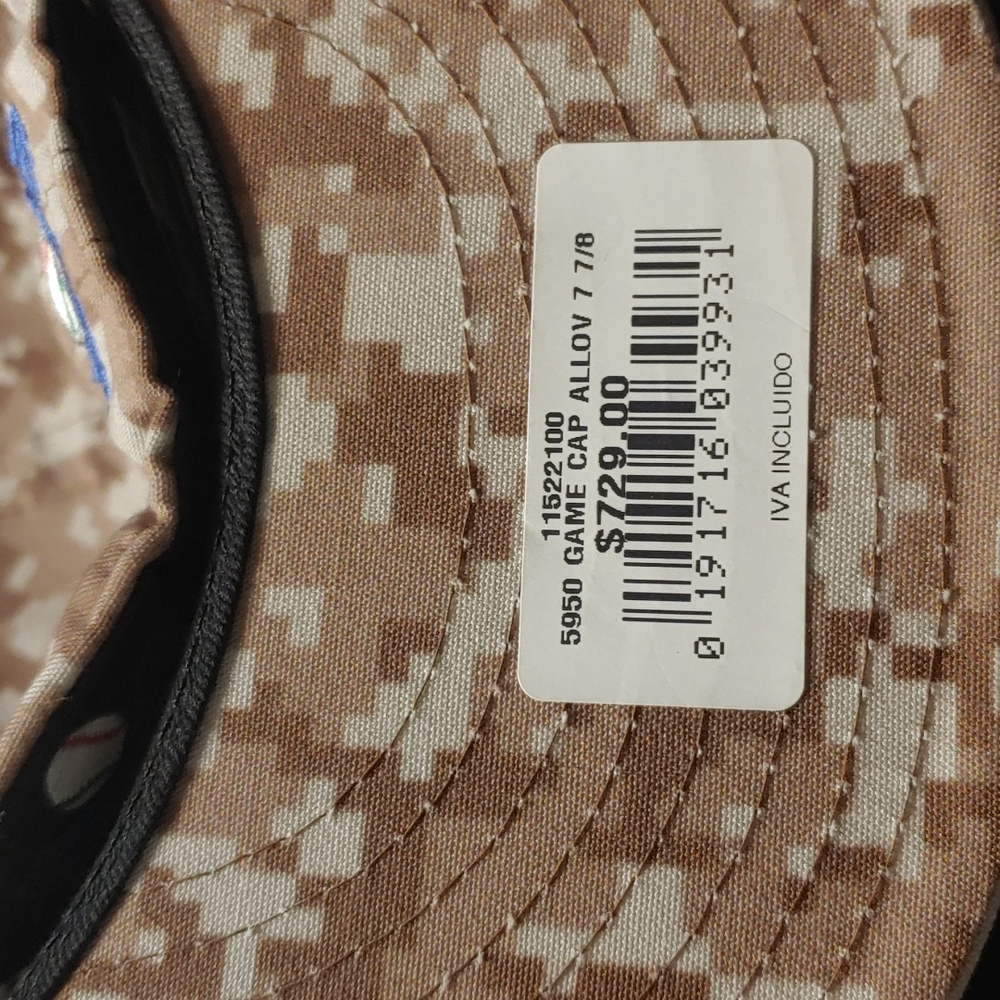 11522100
5950 GAME CAP ALLOV 7 7/8
$729.00
0 191716 039931
IVA INCLUIDO